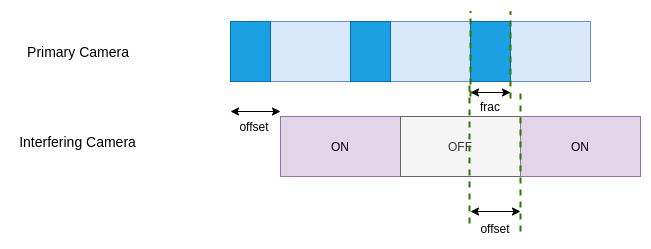 Primary Camera
frac
offset
Interfering Camera
ON
OFF
ON
offset